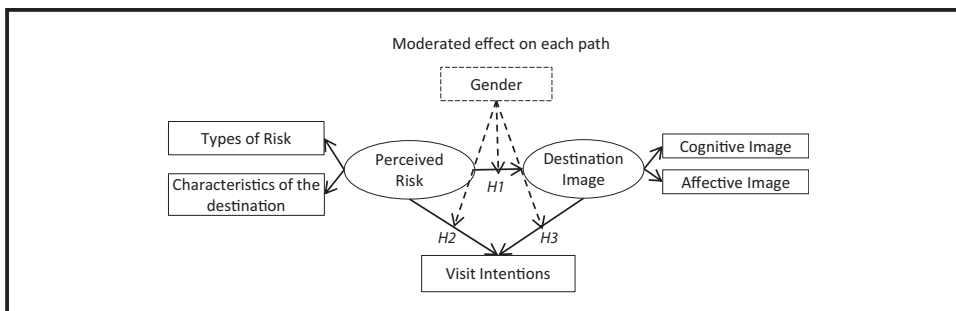 Moderated effect on each path
Gender
Types of Risk
Perceived
Risk
Destination
Image
Cognitive Image
Characteristics of the
destination
Affective Image
H1
H2
H3
Visit Intentions